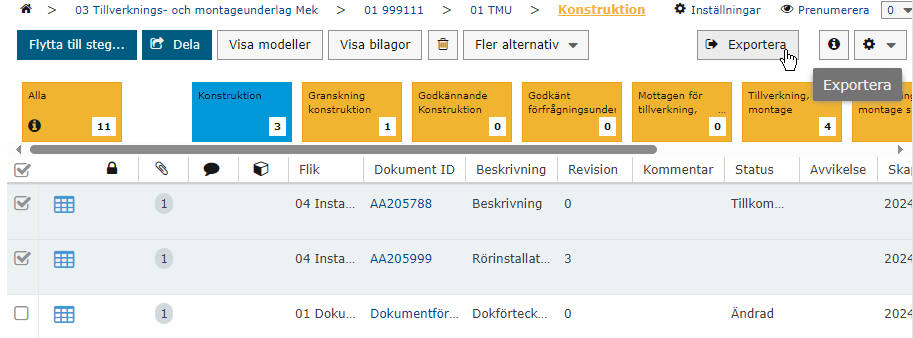 > 03 Tillverknings- och montageunderlag Mek > 01 999111 > 01 TMU > Konstruktion Inställningar Prenumerera 0
Flytta till steg... Dela Visa modeller Visa bilagor Fler alternativ Exportera
Exportera
Alla
11
Konstruktion
3
Granskning
konstruktion
1
Godkännande
Konstruktion
0
Godkänt
förfrågningsunder
0
Mottagen för
tillverkning, ...
0
Tillverkning,
montage
4
montage s
Flik Dokument ID Beskrivning Revision Kommentar Status Avvikelse Skap
1 04 Insta... AA205788 Beskrivning 0 Tillkom... 2024
1 04 Insta... AA205999 Rörinstallat... 3 2024
1 01 Doku... Dokumentför... Dokförteck... 0 Ändrad 2024